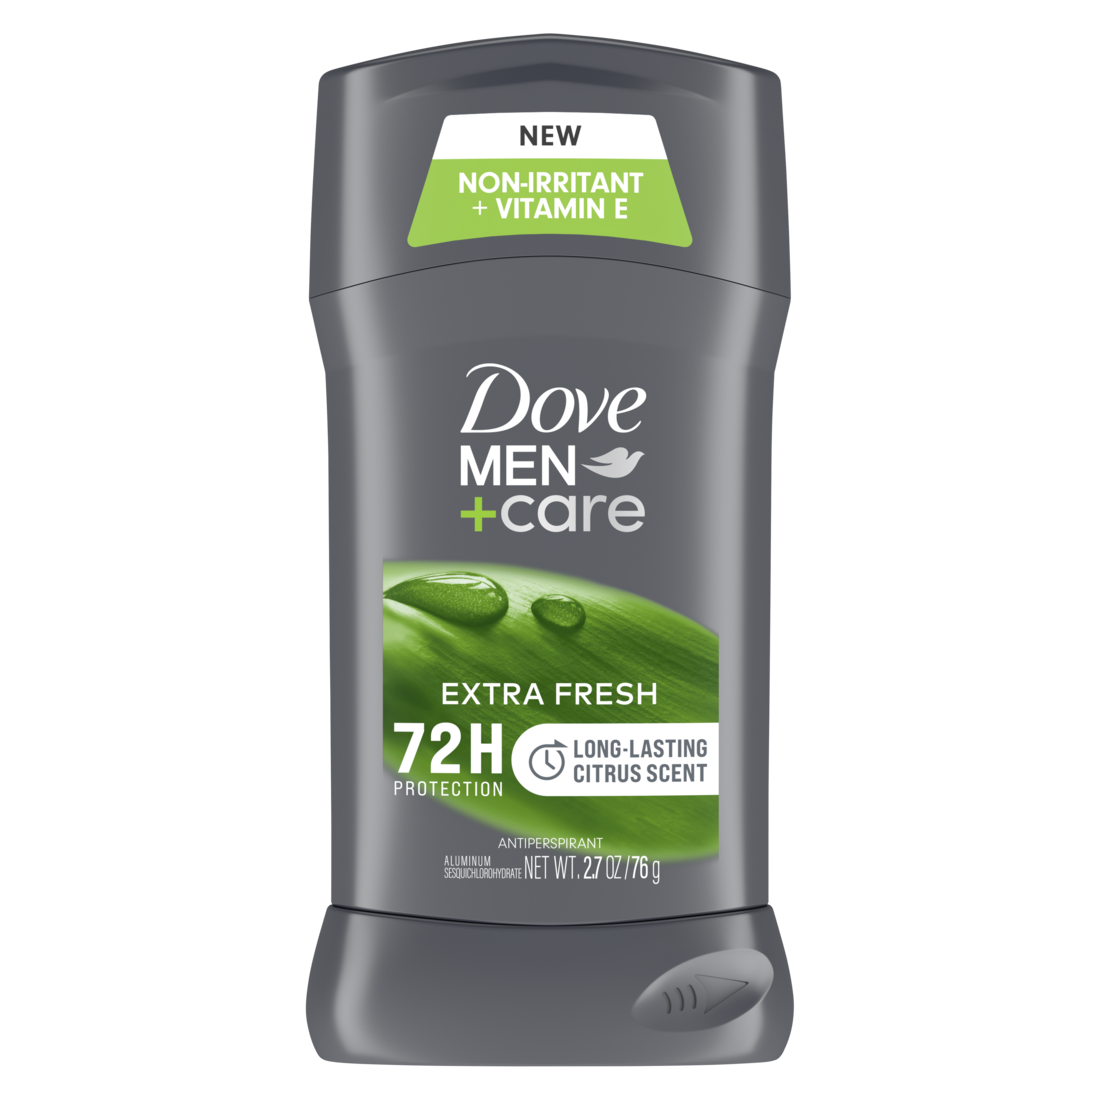 NEW
NON-IRRITANT
+ VITAMIN E
Dove
MEN
+care
EXTRA FRESH
72H
PROTECTION
LONG-LASTING
CITRUS SCENT
ANTIPERSPIRANT
ALUMINUM
SESQUICHLOROHYDRATE
NET WT. 2.7 OZ/76 g